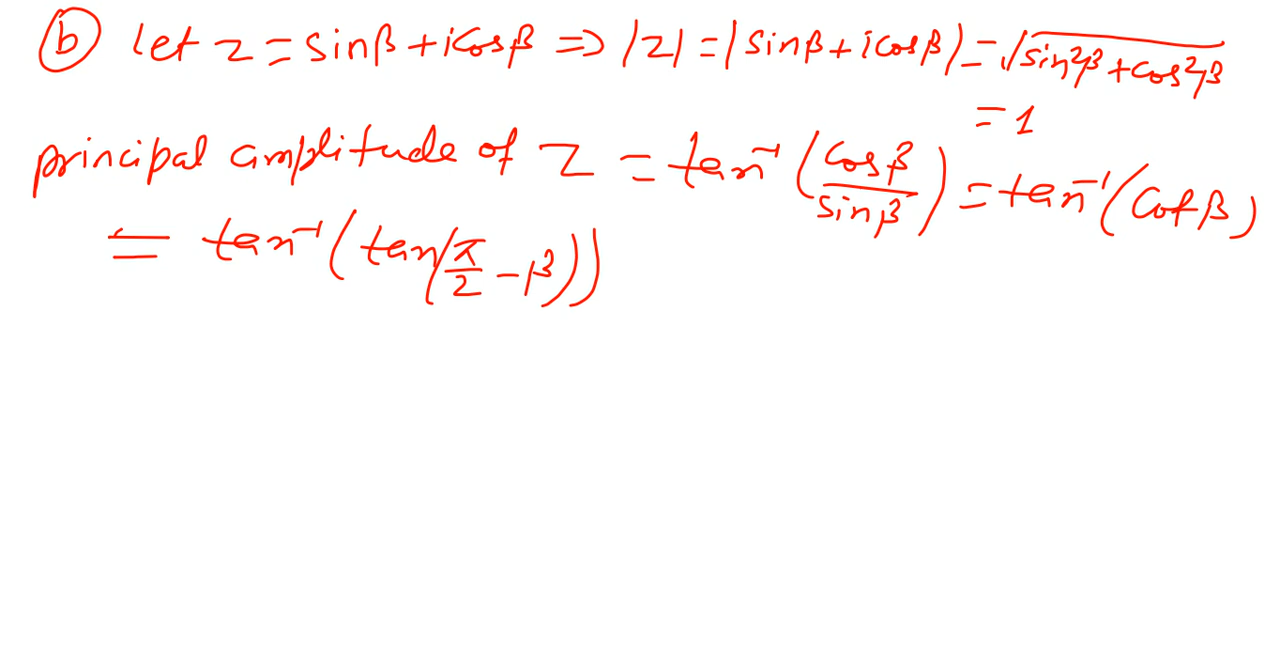 (b) Let z = sinβ + icosβ => |z| = |sinβ + icosβ| = √sin²β + cos²β
= 1
principal amplitude of z = tan⁻¹(cosβ/sinβ) = tan⁻¹(cotβ)
= tan⁻¹(tan(π/2 - β))